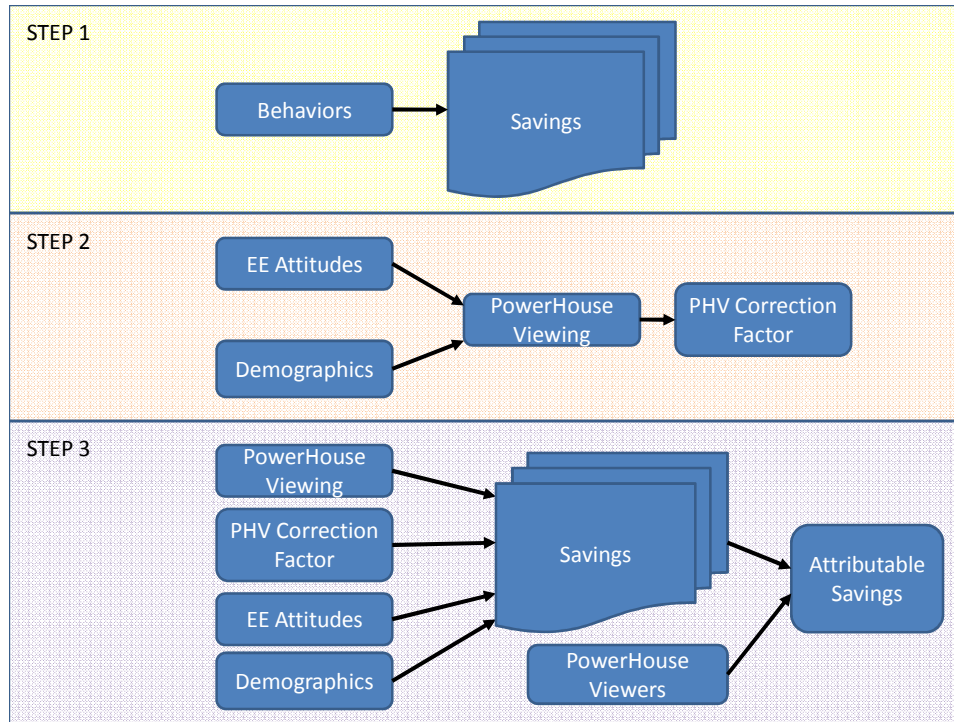 STEP 1
Behaviors
Savings
STEP 2
EE Attitudes
PowerHouse
Viewing
PHV Correction
Factor
Demographics
STEP 3
PowerHouse
Viewing
PHV Correction
Factor
EE Attitudes
Demographics
Savings
PowerHouse
Viewers
Attributable
Savings